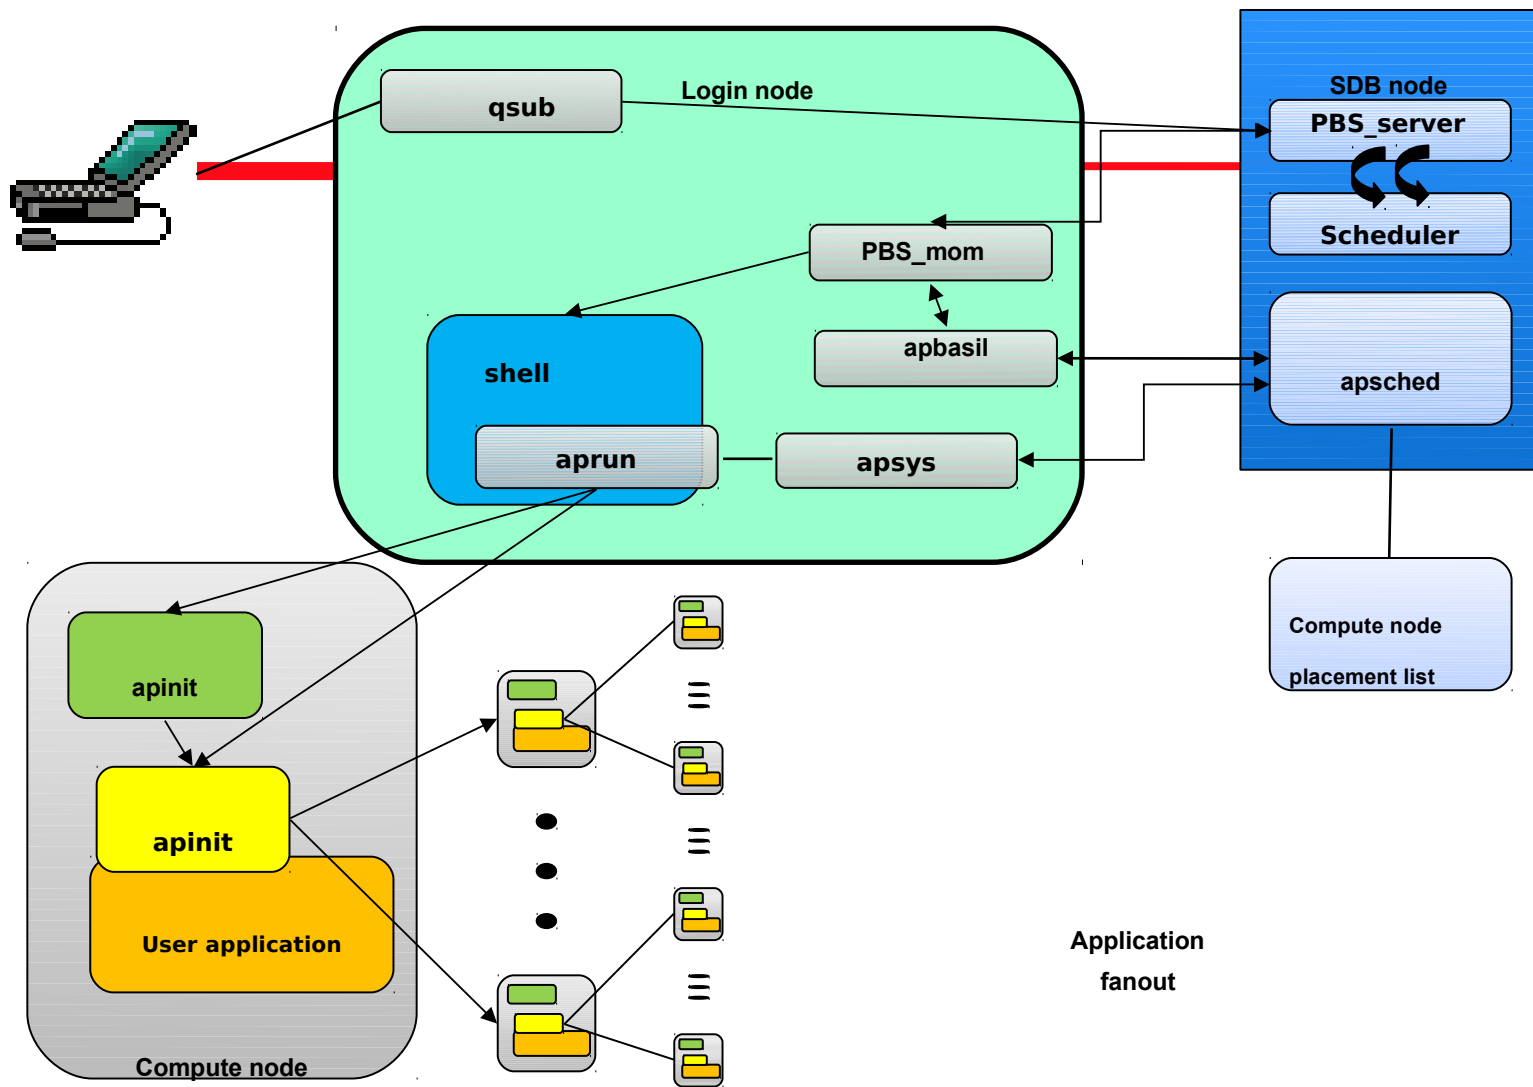 qsub
Login node
SDB node
PBS_server
Scheduler
PBS_mom
apbasil
shell
apsched
aprun
apsys
Compute node
placement list
apinit
apinit
User application
Application
fanout
Compute node